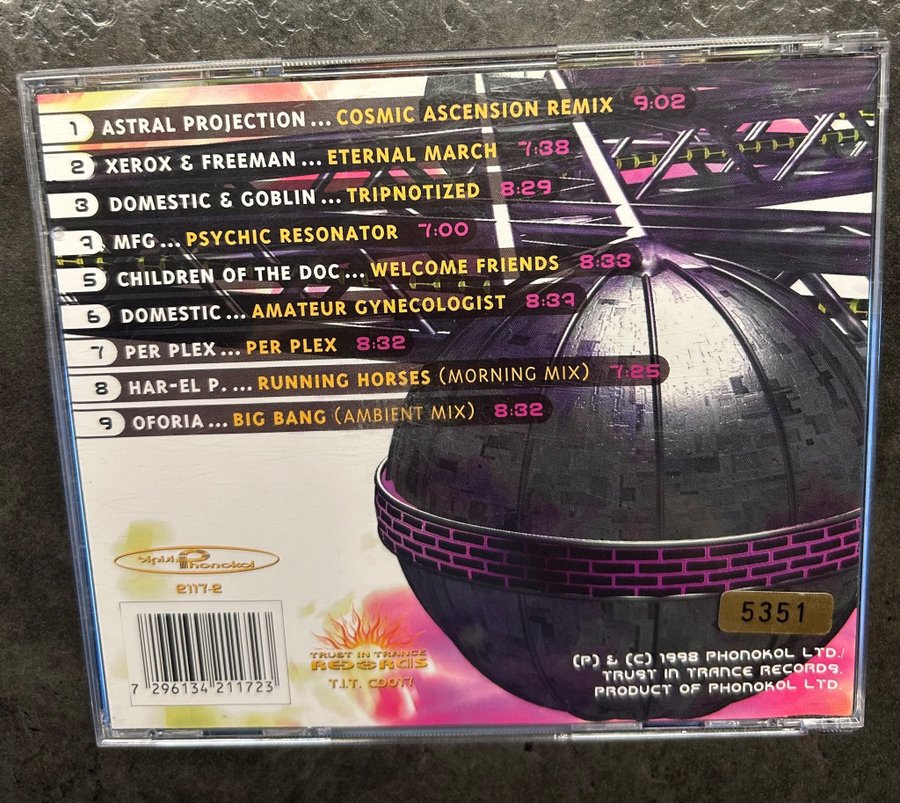 1 ASTRAL PROJECTION... COSMIC ASCENSION REMIX 9:02
2 XEROX & FREEMAN... ETERNAL MARCH 7:38
3 DOMESTIC & GOBLIN... TRIPNOTIZED 8:29
4 MFG... PSYCHIC RESONATOR 7:00
5 CHILDREN OF THE DOC... WELCOME FRIENDS 8:33
6 DOMESTIC... AMATEUR GYNECOLOGIST 8:39
7 PER PLEX... PER PLEX 8:32
8 HAR-EL P. ... RUNNING HORSES (MORNING MIX) 7:25
9 OFORIA... BIG BANG (AMBIENT MIX) 8:32
Phonokol
2117-2
7 296134 211723
TRUST IN TRANCE
RECORDS
T.I.T. CD017
5351
(P) & (C) 1998 PHONOKOL LTD./
TRUST IN TRANCE RECORDS.
PRODUCT OF PHONOKOL LTD.